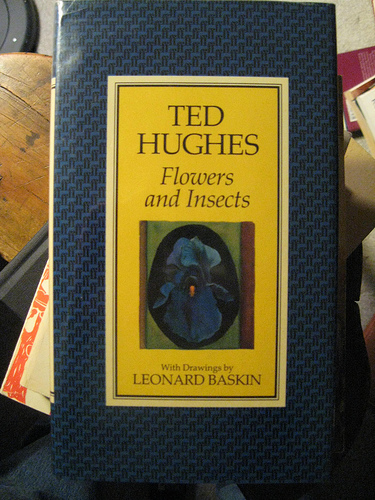 TED
HUGHES
Flowers
and Insects
With Drawings by
LEONARD BASKIN